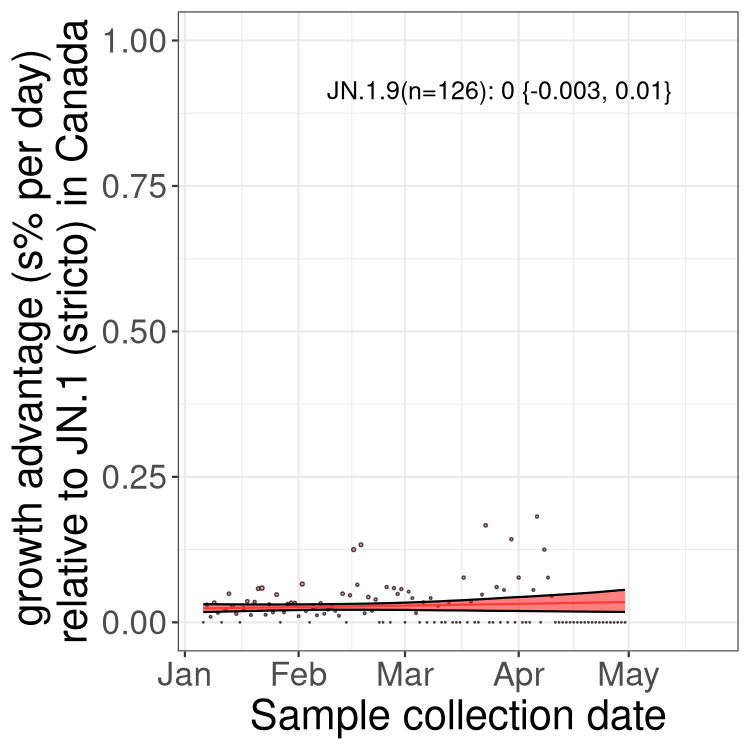 growth advantage (s% per day)
relative to JN.1 (stricto) in Canada
1.00
0.75
0.50
0.25
0.00
JN.1.9(n=126): 0 {-0.003, 0.01}
Jan Feb Mar Apr May
Sample collection date